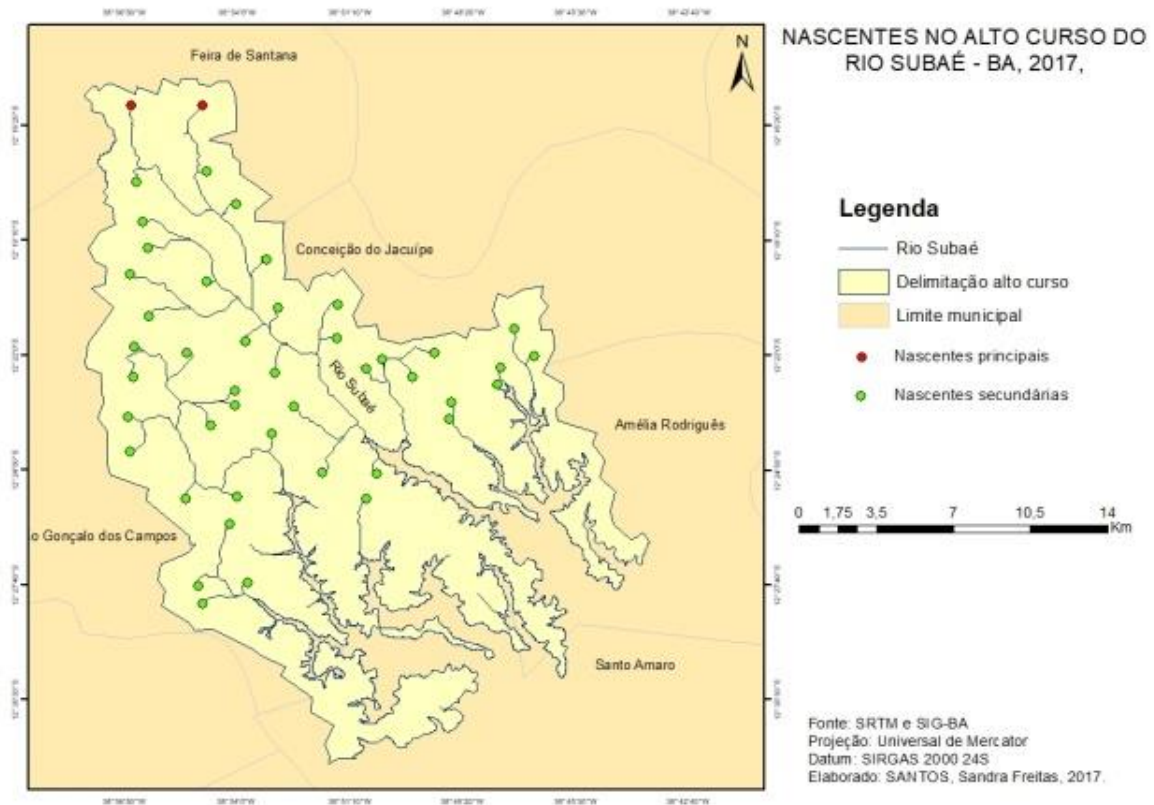 NASCENTES NO ALTO CURSO DO
RIO SUBAÉ - BA, 2017,
N
Feira de Santana
Conceição do Jacuípe
Rio Subaé
Amélia Rodriguês
o Gonçalo dos Campos
Santo Amaro
Legenda
Rio Subaé
Delimitação alto curso
Limite municipal
Nascentes principais
Nascentes secundárias
0 1,75 3,5 7 10,5 14
Km
Fonte: SRTM e SIG-BA
Projeção: Universal de Mercator
Datum: SIRGAS 2000 24S
Elaborado: SANTOS, Sandra Freitas, 2017.